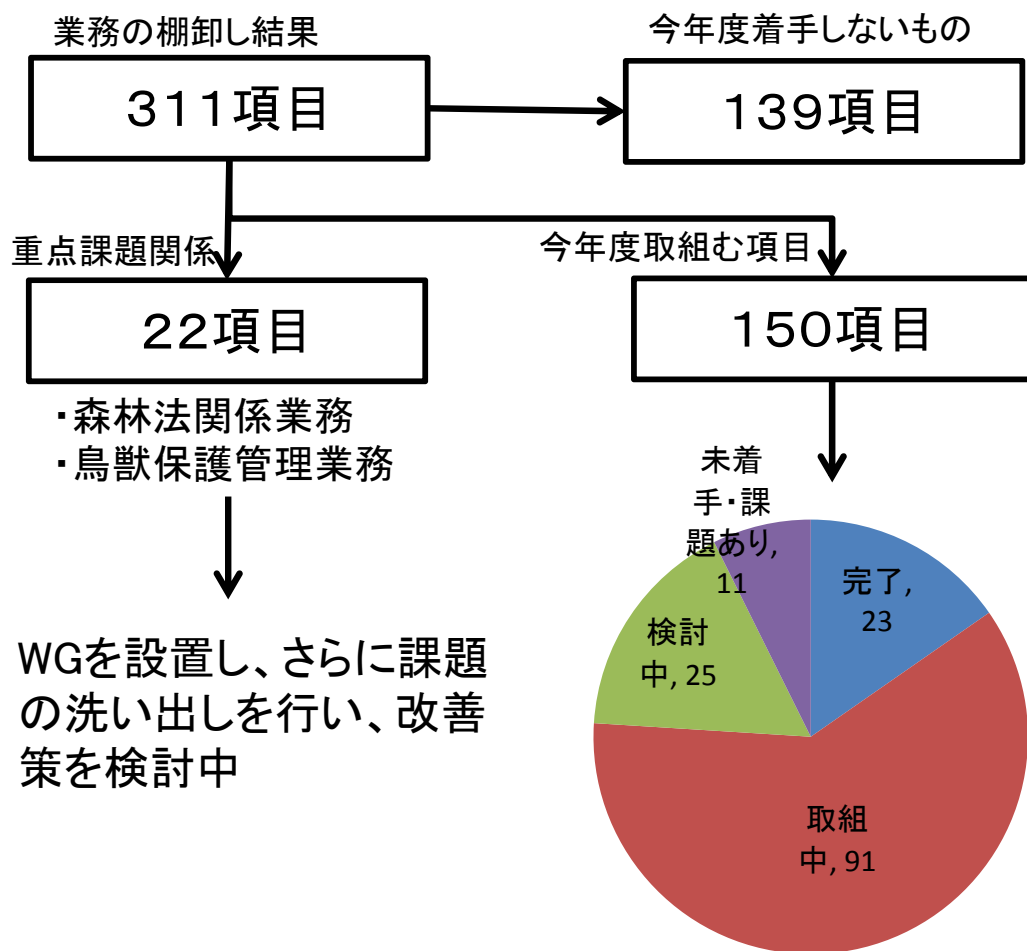 業務の棚卸し結果
今年度着手しないもの
３１１項目
１３９項目
重点課題関係
今年度取組む項目
２２項目
１５０項目
・森林法関係業務
・鳥獣保護管理業務
WGを設置し、さらに課題
の洗い出しを行い、改善
策を検討中
未着
手・課
題あり,
11
完了,
23
検討
中, 25
取組
中, 91